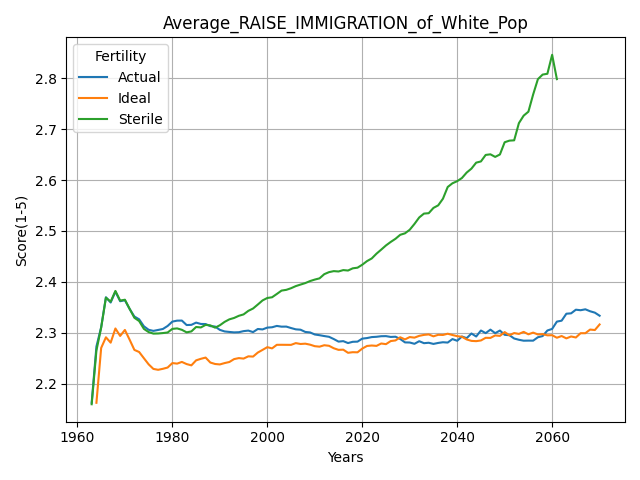 Average_RAISE_IMMIGRATION_of_White_Pop
Fertility
Actual
Ideal
Sterile
Score(1-5)
2.8
2.7
2.6
2.5
2.4
2.3
2.2
1960
1980
2000
2020
2040
2060
Years